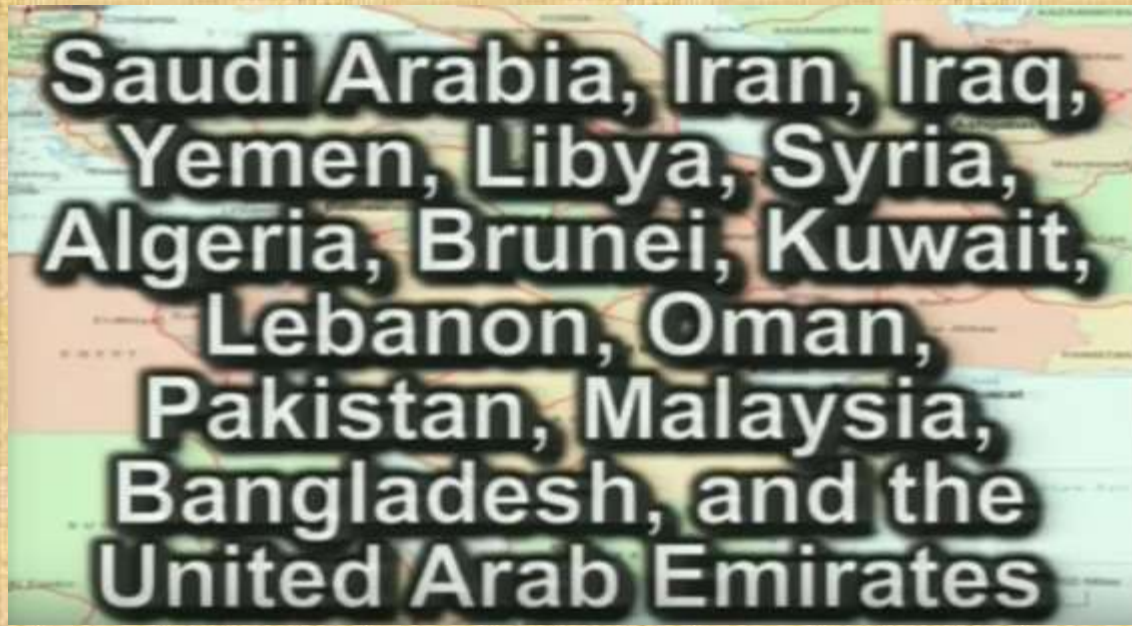 Saudi Arabia, Iran, Iraq,
Yemen, Libya, Syria,
Algeria, Brunei, Kuwait,
Lebanon, Oman,
Pakistan, Malaysia,
Bangladesh, and the
United Arab Emirates